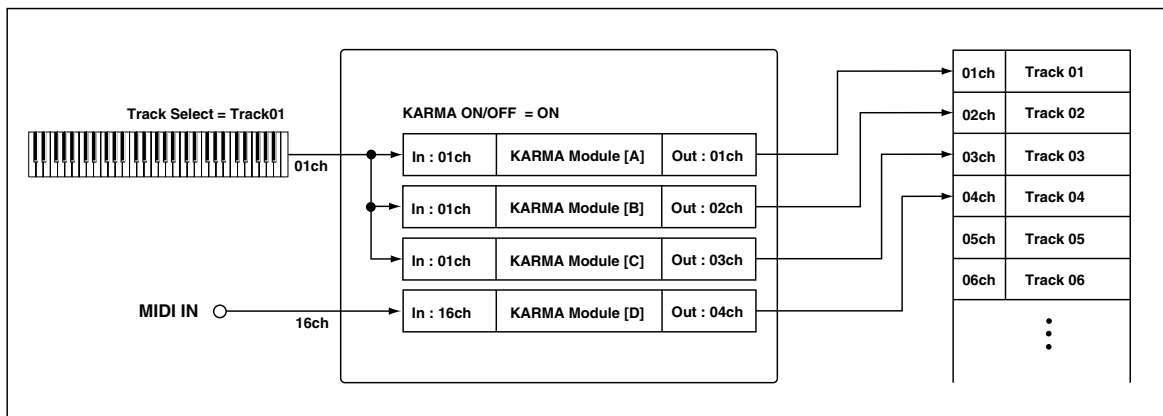 Track Select = Track01
01ch
MIDI IN
16ch
KARMA ON/OFF = ON
In : 01ch KARMA Module [A] Out : 01ch
In : 01ch KARMA Module [B] Out : 02ch
In : 01ch KARMA Module [C] Out : 03ch
In : 16ch KARMA Module [D] Out : 04ch
01ch Track 01
02ch Track 02
03ch Track 03
04ch Track 04
05ch Track 05
06ch Track 06